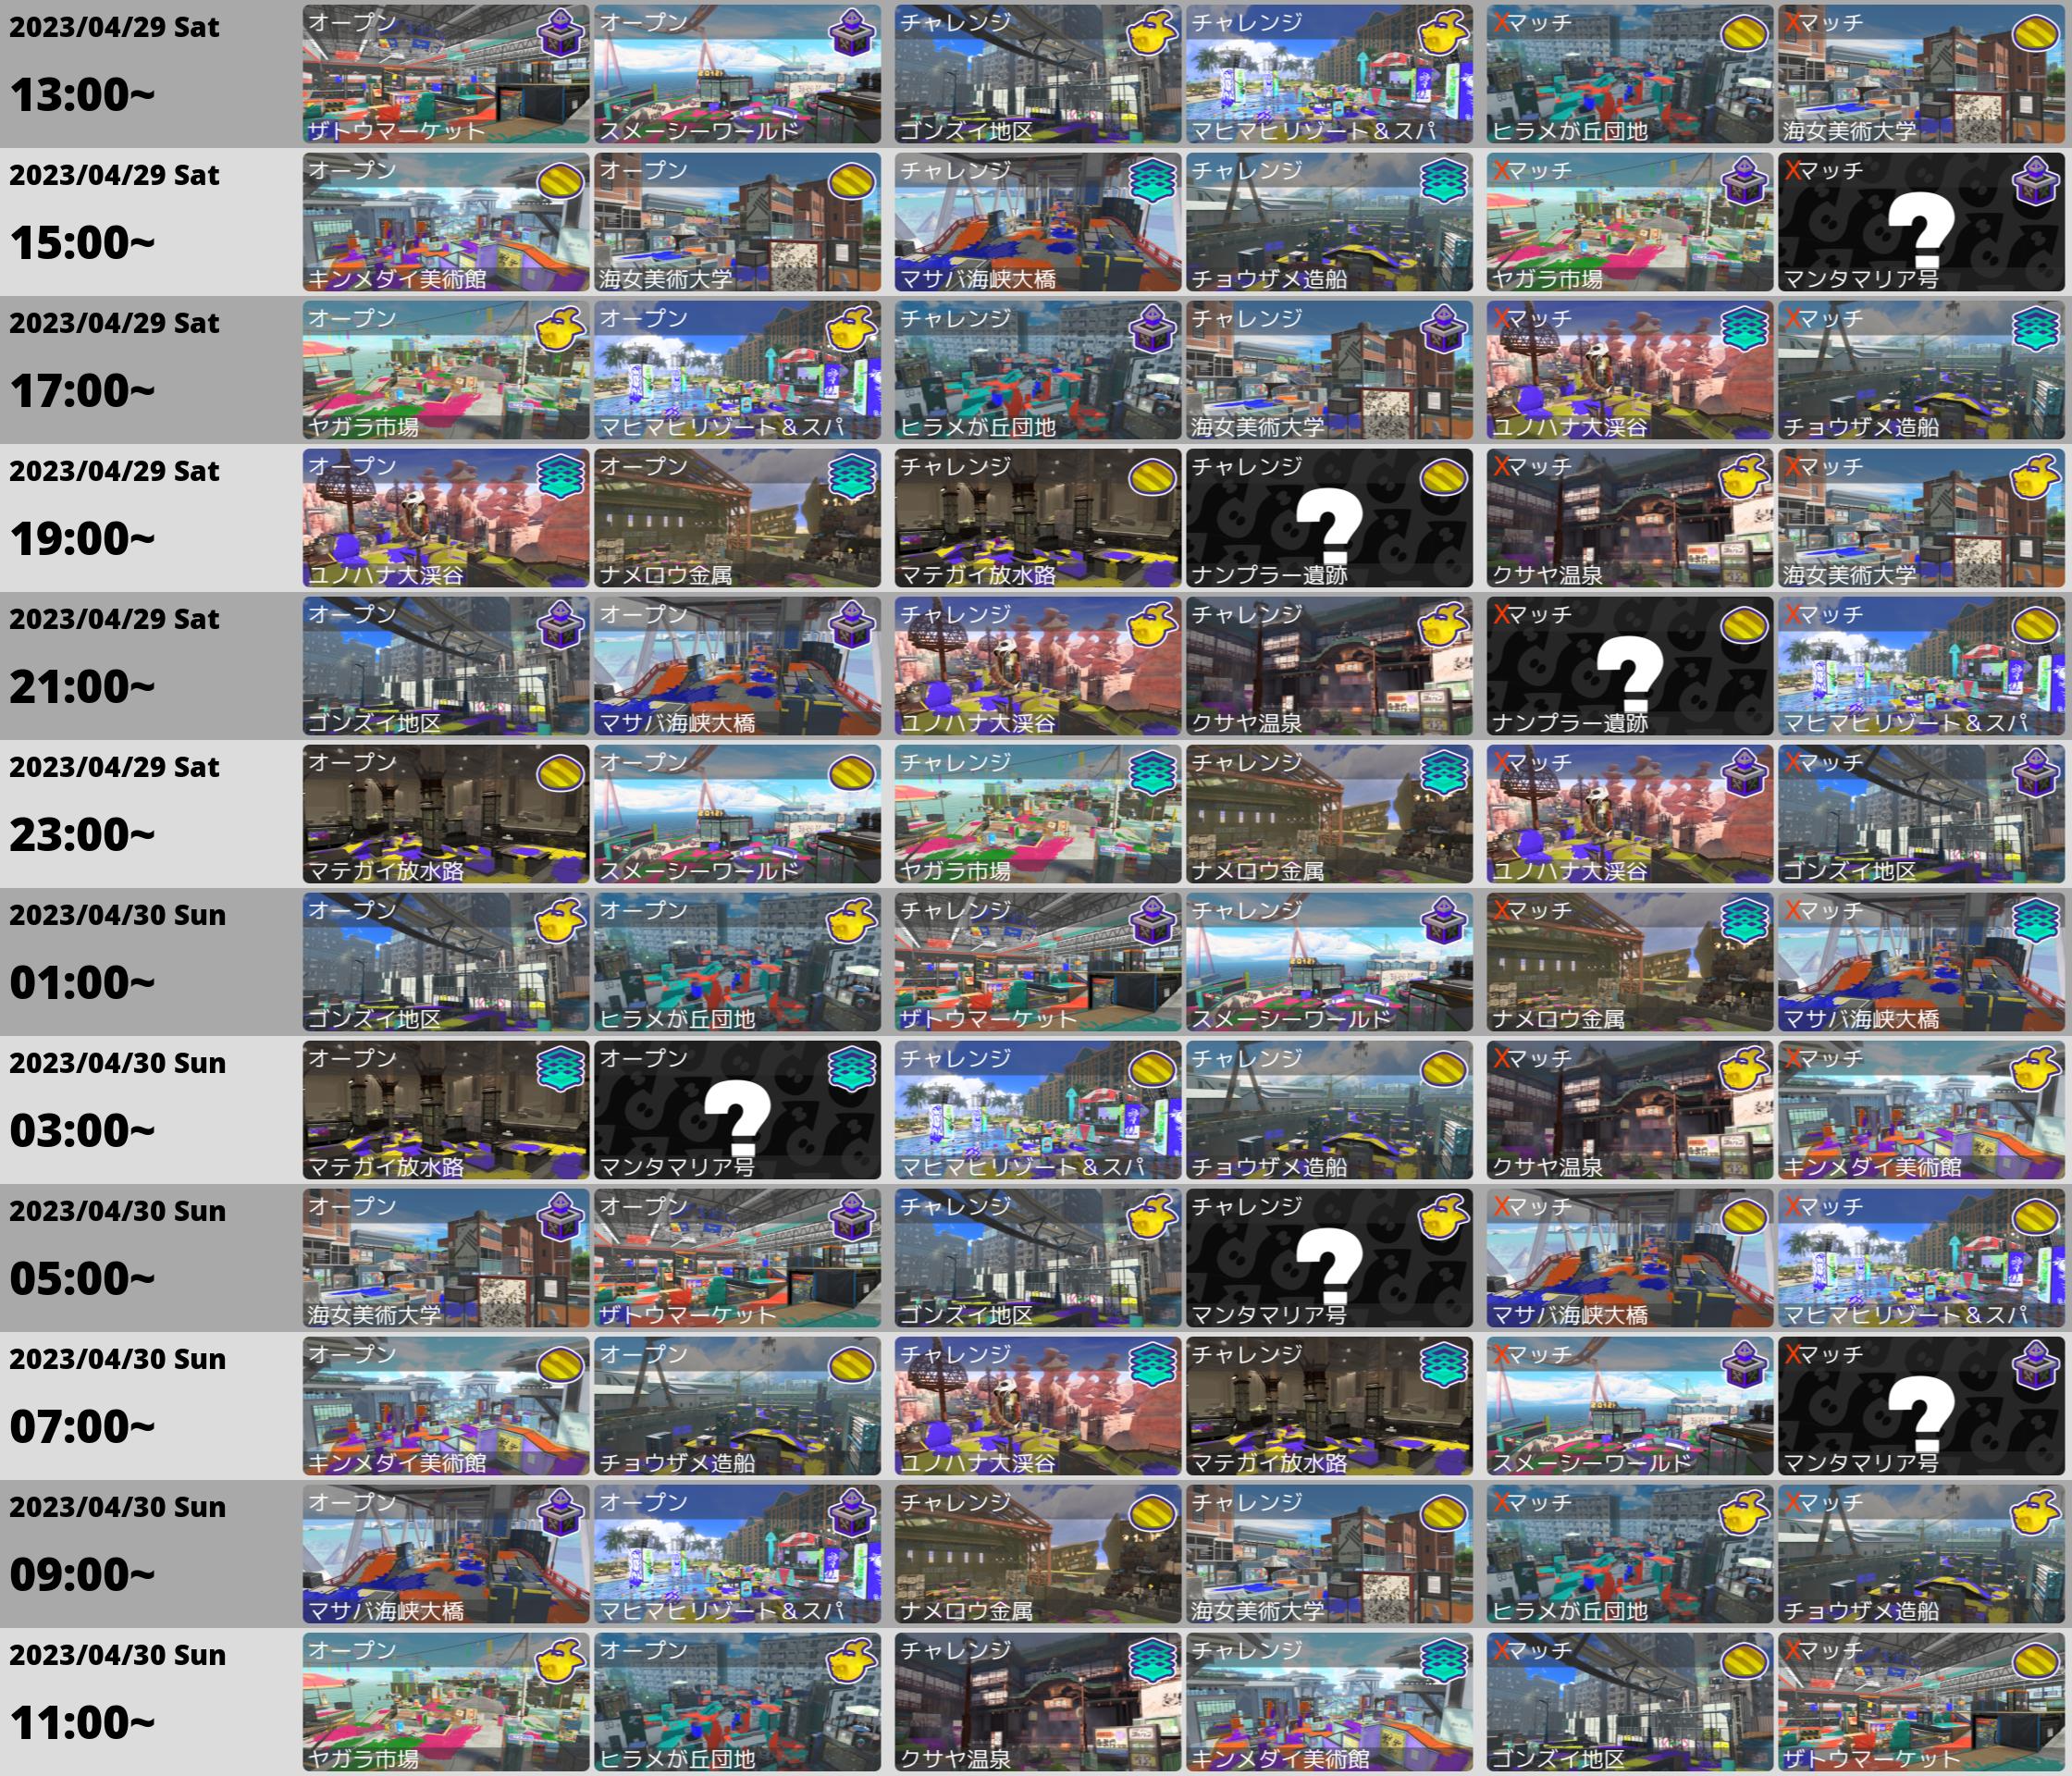 2023/04/29 Sat
13:00~
オープン オープン チャレンジ チャレンジ Xマッチ Xマッチ
ザトウマーケット スメーシーワールド ゴンズイ地区 マヒマヒリゾート＆スパ ヒラメが丘団地 海女美術大学
2023/04/29 Sat
15:00~
オープン オープン チャレンジ チャレンジ Xマッチ Xマッチ
キンメダイ美術館 海女美術大学 マサバ海峡大橋 チョウザメ造船 ヤガラ市場 マンタマリア号
2023/04/29 Sat
17:00~
オープン オープン チャレンジ チャレンジ Xマッチ Xマッチ
ヤガラ市場 マヒマヒリゾート＆スパ ヒラメが丘団地 海女美術大学 ユノハナ大渓谷 チョウザメ造船
2023/04/29 Sat
19:00~
オープン オープン チャレンジ チャレンジ Xマッチ Xマッチ
ユノハナ大渓谷 ナメロウ金属 マテガイ放水路 ナンプラー遺跡 クサヤ温泉 海女美術大学
2023/04/29 Sat
21:00~
オープン オープン チャレンジ チャレンジ Xマッチ Xマッチ
ゴンズイ地区 マサバ海峡大橋 ユノハナ大渓谷 クサヤ温泉 ナンプラー遺跡 マヒマヒリゾート＆スパ
2023/04/29 Sat
23:00~
オープン オープン チャレンジ チャレンジ Xマッチ Xマッチ
マテガイ放水路 スメーシーワールド ヤガラ市場 ナメロウ金属 ユノハナ大渓谷 ゴンズイ地区
2023/04/30 Sun
01:00~
オープン オープン チャレンジ チャレンジ Xマッチ Xマッチ
ゴンズイ地区 ヒラメが丘団地 ザトウマーケット スメーシーワールド ナメロウ金属 マサバ海峡大橋
2023/04/30 Sun
03:00~
オープン オープン チャレンジ チャレンジ Xマッチ Xマッチ
マテガイ放水路 マンタマリア号 マヒマヒリゾート＆スパ チョウザメ造船 クサヤ温泉 キンメダイ美術館
2023/04/30 Sun
05:00~
オープン オープン チャレンジ チャレンジ Xマッチ Xマッチ
海女美術大学 ザトウマーケット ゴンズイ地区 マンタマリア号 マサバ海峡大橋 マヒマヒリゾート＆スパ
2023/04/30 Sun
07:00~
オープン オープン チャレンジ チャレンジ Xマッチ Xマッチ
キンメダイ美術館 チョウザメ造船 ユノハナ大渓谷 マテガイ放水路 スメーシーワールド マンタマリア号
2023/04/30 Sun
09:00~
オープン オープン チャレンジ チャレンジ Xマッチ Xマッチ
マサバ海峡大橋 マヒマヒリゾート＆スパ ナメロウ金属 海女美術大学 ヒラメが丘団地 チョウザメ造船
2023/04/30 Sun
11:00~
オープン オープン チャレンジ チャレンジ Xマッチ Xマッチ
ヤガラ市場 ヒラメが丘団地 クサヤ温泉 キンメダイ美術館 ゴンズイ地区 ザトウマーケット